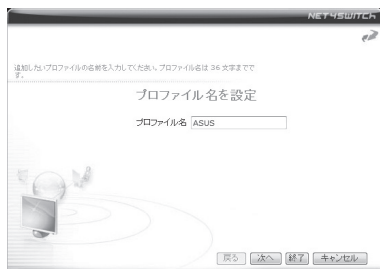 NET4SWITCH
追加したいプロファイルの名前を入力してください。プロファイル名は 36 文字までで
す。
プロファイル名を設定
プロファイル名 ASUS
戻る 次へ 終了 キャンセル